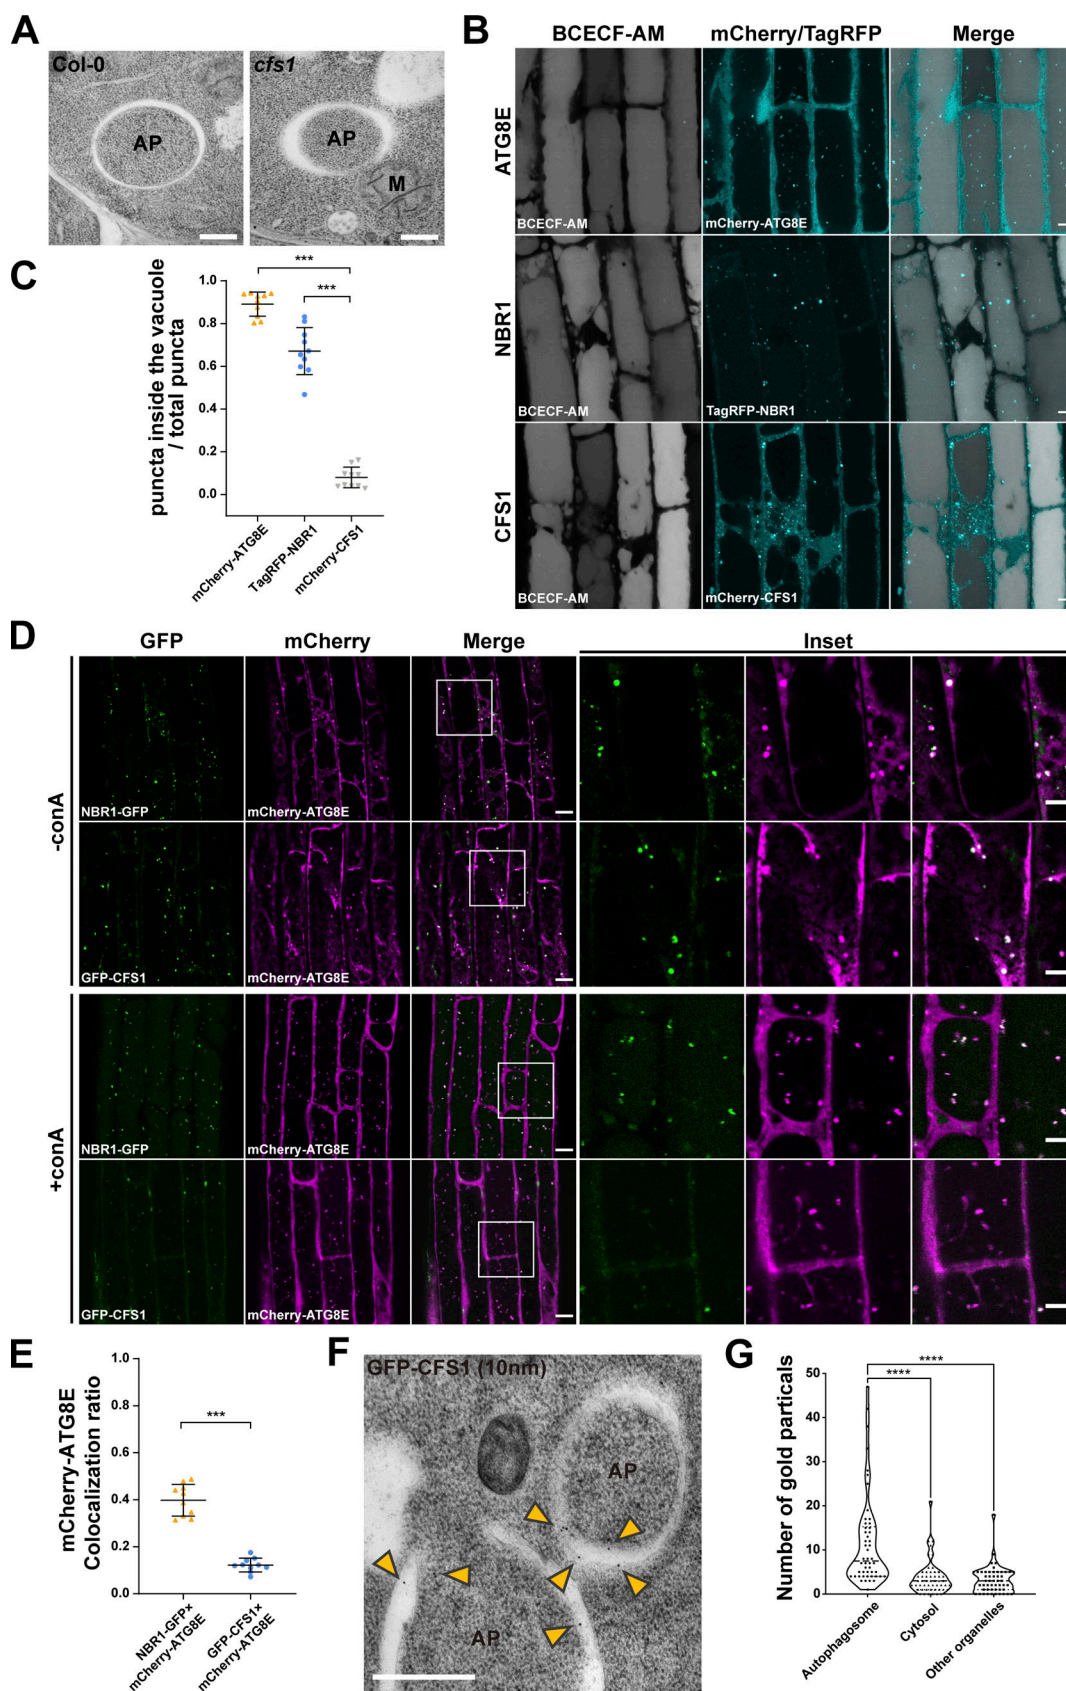 A
Col-0
cfs1
AP
AP
M
B
BCECF-AM
mCherry/TagRFP
Merge
ATG8E
BCECF-AM
mCherry-ATG8E
NBR1
BCECF-AM
TagRFP-NBR1
CFS1
BCECF-AM
mCherry-CFS1
C
puncta inside the vacuole
/ total puncta
1.0
0.8
0.6
0.4
0.2
0.0
***
***
mCherry-ATG8E
TagRFP-NBR1
mCherry-CFS1
D
GFP
mCherry
Merge
Inset
-conA
NBR1-GFP
mCherry-ATG8E
GFP-CFS1
mCherry-ATG8E
+conA
NBR1-GFP
mCherry-ATG8E
GFP-CFS1
mCherry-ATG8E
E
mCherry-ATG8E
Colocalization ratio
1.0
0.8
0.6
0.4
0.2
0.0
***
NBR1-GFP×
mCherry-ATG8E
GFP-CFS1×
mCherry-ATG8E
F
GFP-CFS1 (10nm)
AP
AP
G
Number of gold particals
50
40
30
20
10
0
****
****
Autophagosome
Cytosol
Other organelles